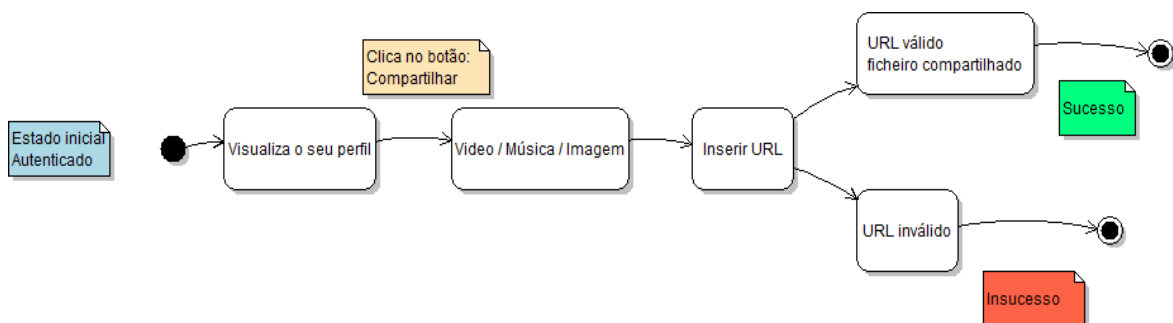 Estado inicial
Autenticado
Visualiza o seu perfil
Clica no botão:
Compartilhar
Video / Música / Imagem
Inserir URL
URL válido
ficheiro compartilhado
Sucesso
URL inválido
Insucesso